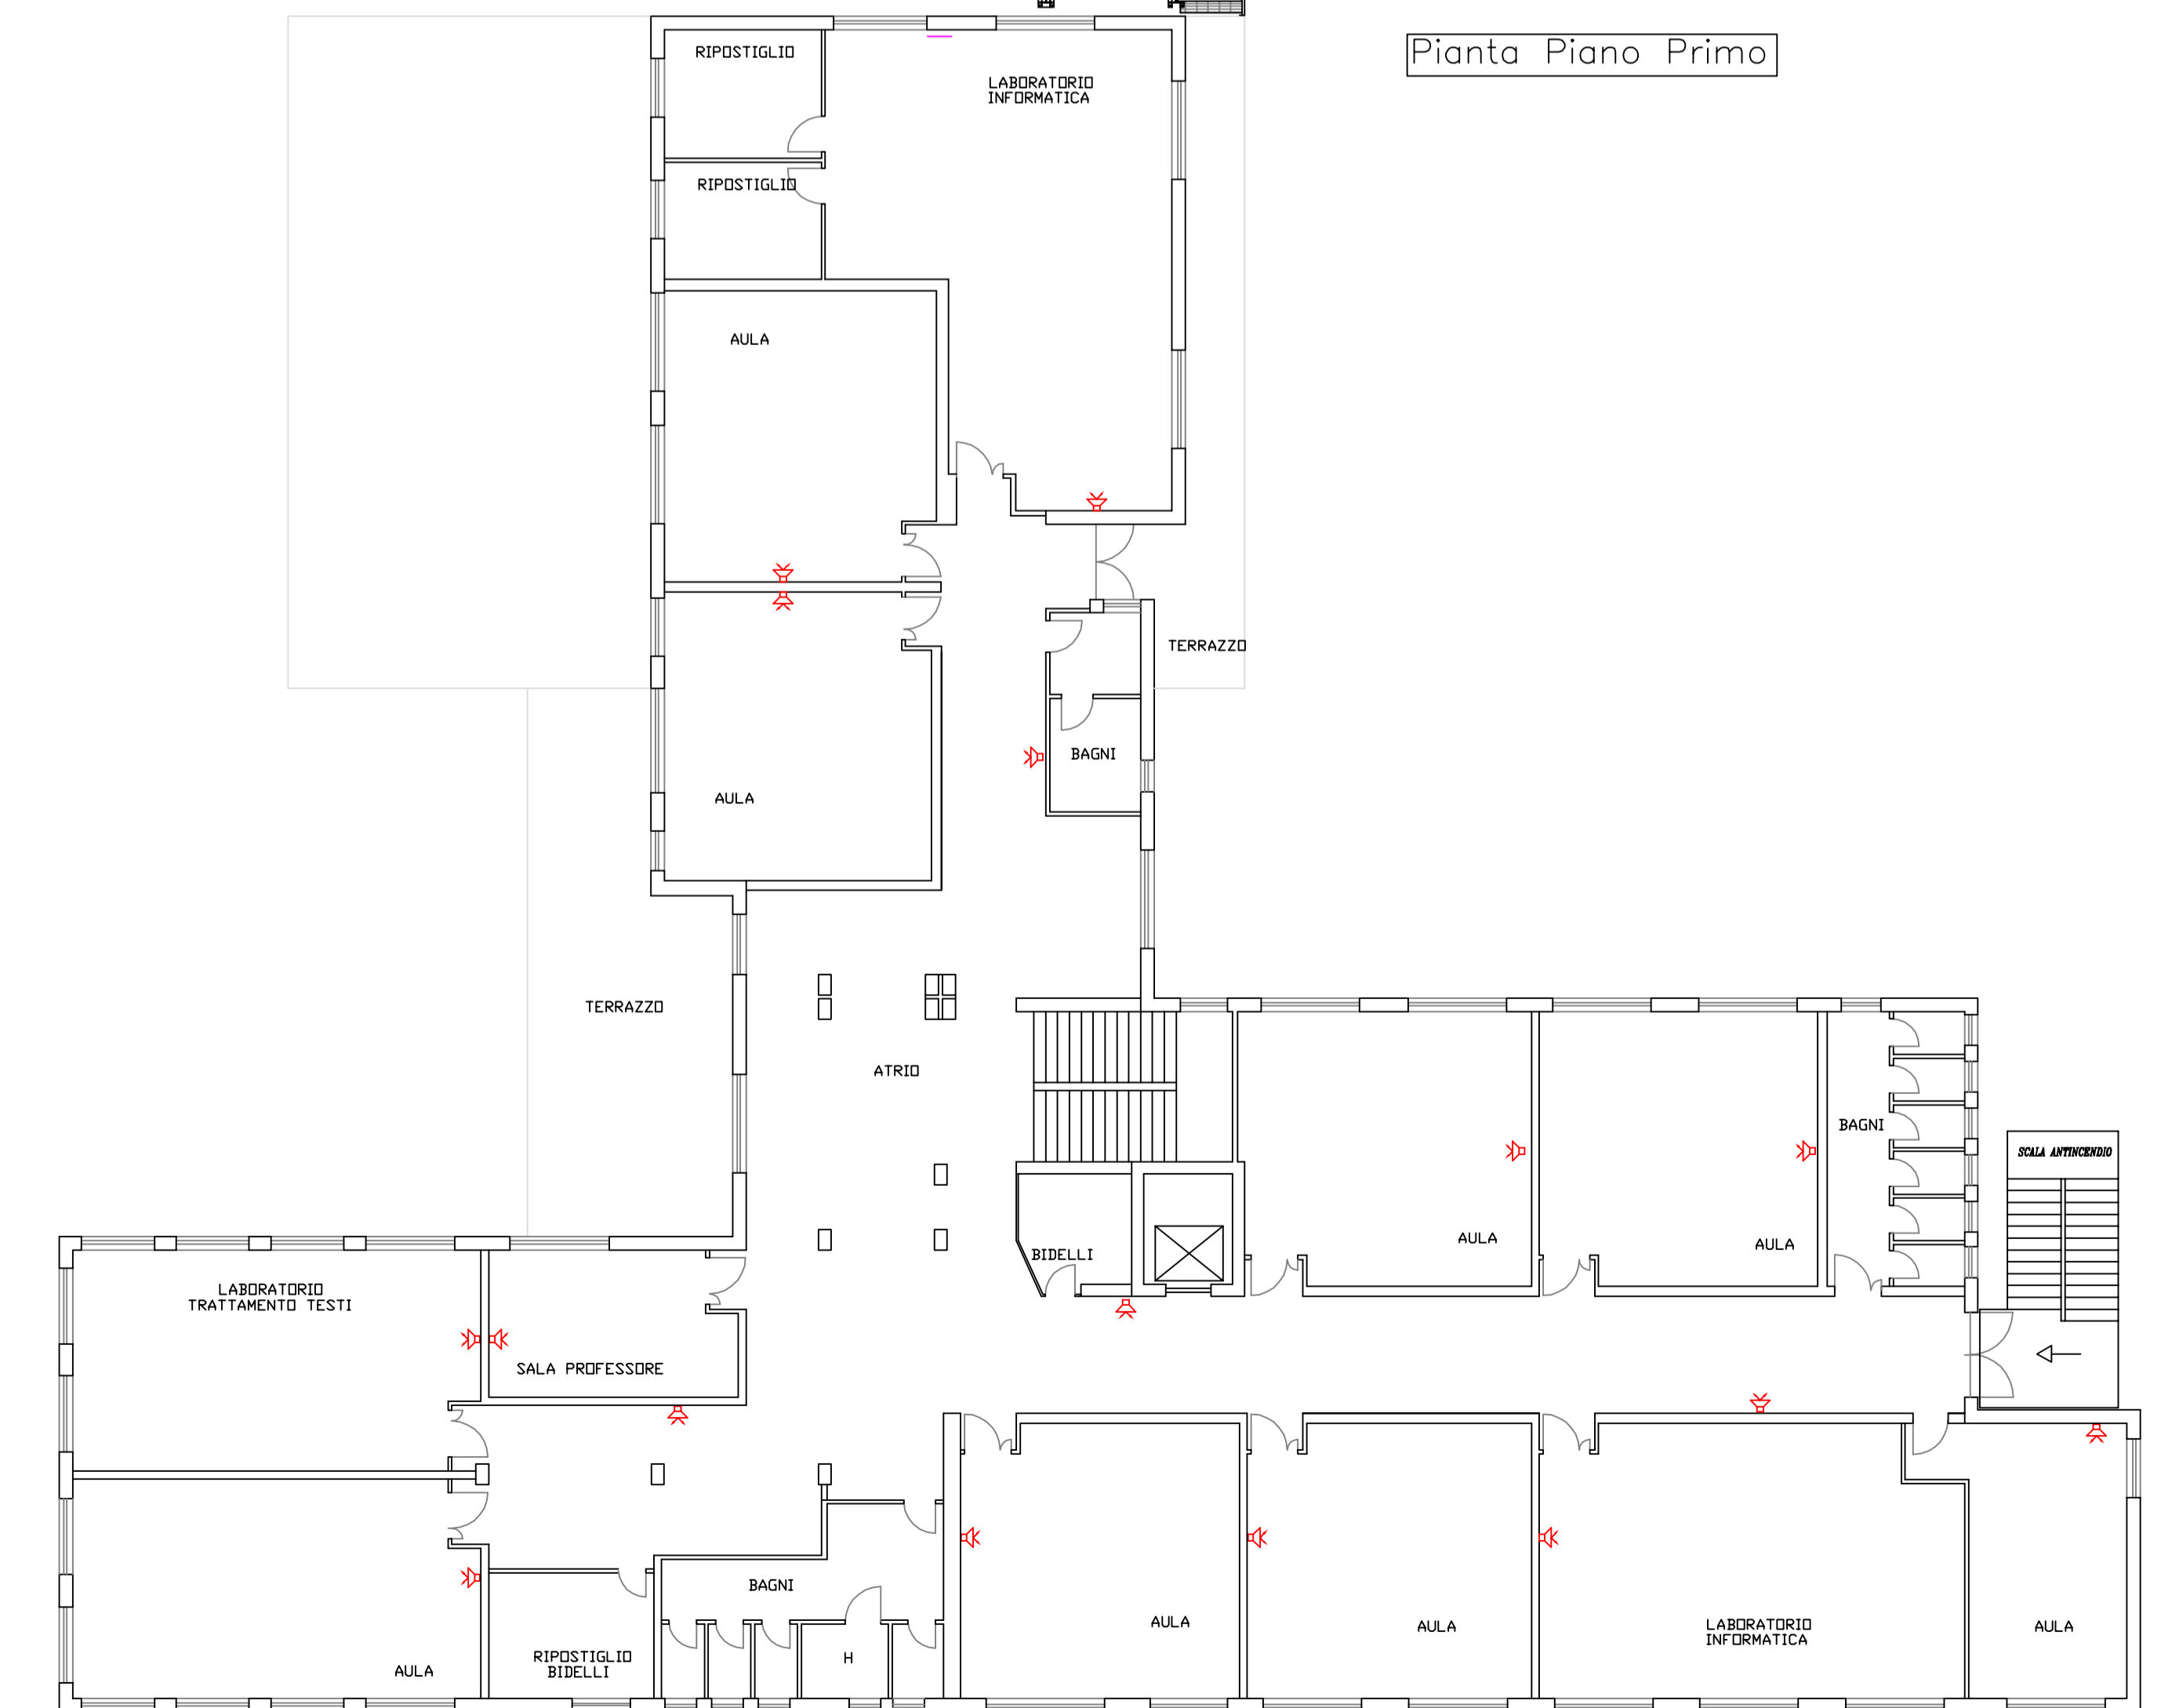 Pianta Piano Primo
RIPOSTIGLIO
LABORATORIO
INFORMATICA
RIPOSTIGLIO
AULA
TERRAZZO
BAGNI
AULA
TERRAZZO
ATRIO
BAGNI
SCALA ANTINCENDIO
AULA
AULA
BIDELLI
LABORATORIO
TRATTAMENTO TESTI
SALA PROFESSORE
BAGNI
AULA
AULA
LABORATORIO
INFORMATICA
AULA
RIPOSTIGLIO
BIDELLI
H
AULA